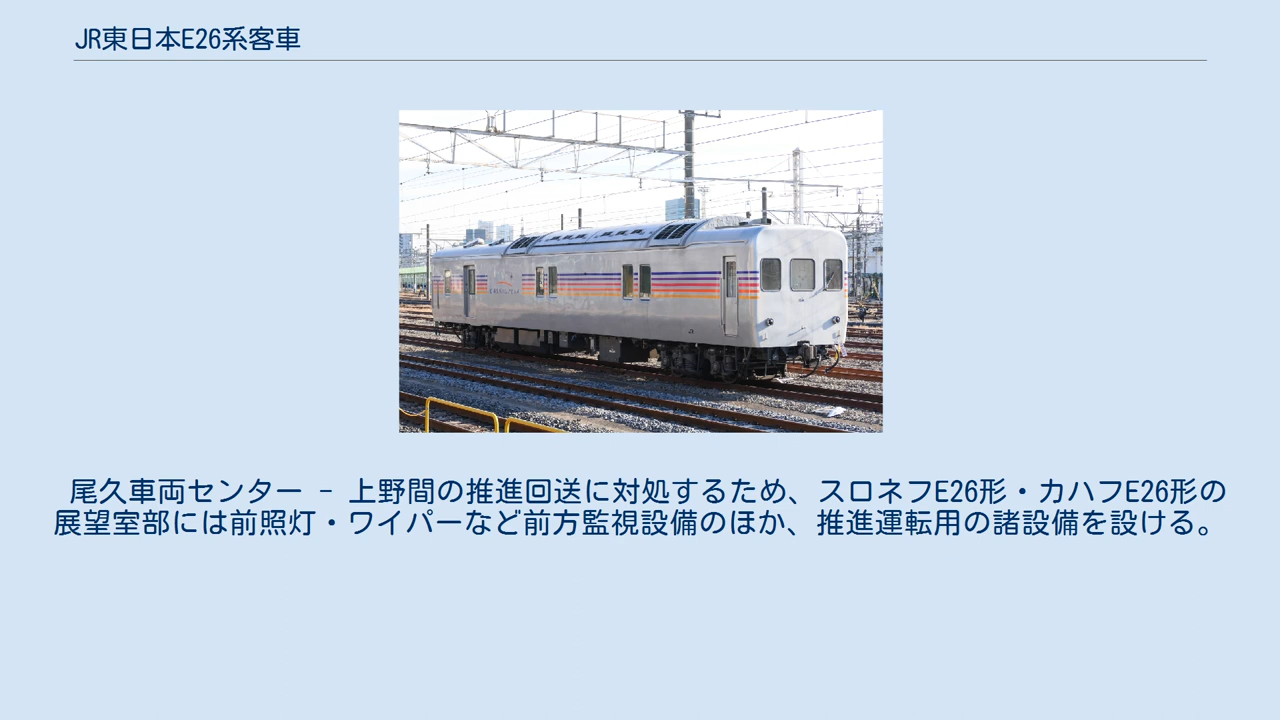 JR東日本E26系客車
尾久車両センター - 上野間の推進回送に対処するため、スロネフE26形・カハフE26形の
展望室部には前照灯・ワイパーなど前方監視設備のほか、推進運転用の諸設備を設ける。